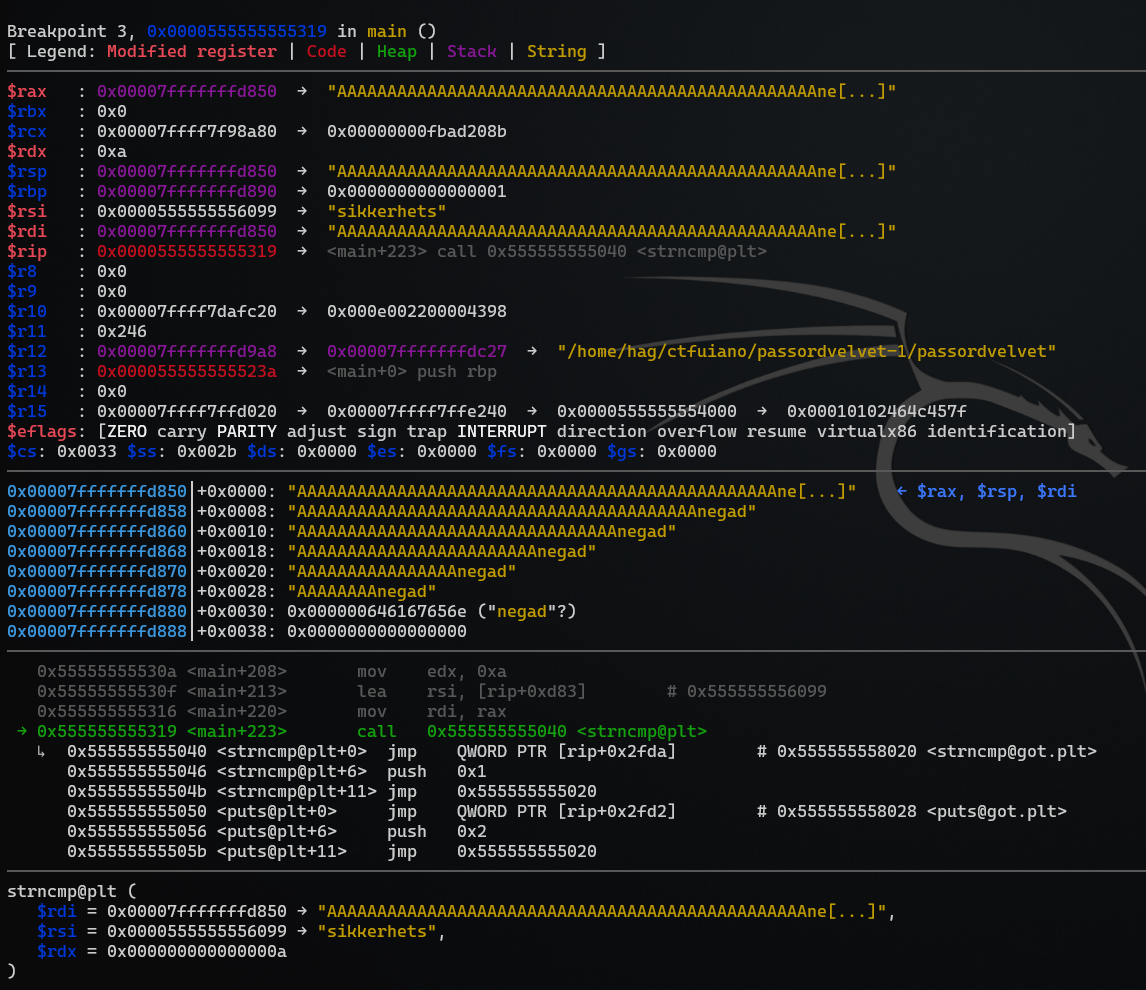 Breakpoint 3, 0x0000555555555319 in main ()
[ Legend: Modified register | Code | Heap | Stack | String ]
$rax   : 0x00007fffffffd850  →  "AAAAAAAAAAAAAAAAAAAAAAAAAAAAAAAAAAAAAAAAAAAAAAAAne[...]"
$rbx   : 0x0
$rcx   : 0x00007ffff7f98a80  →  0x00000000fbad208b
$rdx   : 0xa
$rsp   : 0x00007fffffffd850  →  "AAAAAAAAAAAAAAAAAAAAAAAAAAAAAAAAAAAAAAAAAAAAAAAAne[...]"
$rbp   : 0x00007fffffffd890  →  0x0000000000000001
$rsi   : 0x0000555555556099  →  "sikkerhets"
$rdi   : 0x00007fffffffd850  →  "AAAAAAAAAAAAAAAAAAAAAAAAAAAAAAAAAAAAAAAAAAAAAAAAne[...]"
$rip   : 0x0000555555555319  →  <main+223> call 0x555555555040 <strncmp@plt>
$r8    : 0x0
$r9    : 0x0
$r10   : 0x00007ffff7dafc20  →  0x000e002200004398
$r11   : 0x246
$r12   : 0x00007fffffffd9a8  →  0x00007fffffffdc27  →  "/home/hag/ctfuiano/passordvelvet-1/passordvelvet"
$r13   : 0x000055555555523a  →  <main+0> push rbp
$r14   : 0x0
$r15   : 0x00007ffff7ffd020  →  0x00007ffff7ffe240  →  0x0000555555554000  →  0x00010102464c457f
$eflags: [ZERO carry PARITY adjust sign trap INTERRUPT direction overflow resume virtualx86 identification]
$cs: 0x0033 $ss: 0x002b $ds: 0x0000 $es: 0x0000 $fs: 0x0000 $gs: 0x0000
0x00007fffffffd850│+0x0000: "AAAAAAAAAAAAAAAAAAAAAAAAAAAAAAAAAAAAAAAAAAAAAAAAne[...]"    ← $rax, $rsp, $rdi
0x00007fffffffd858│+0x0008: "AAAAAAAAAAAAAAAAAAAAAAAAAAAAAAAAAAAAAAAAnegad"
0x00007fffffffd860│+0x0010: "AAAAAAAAAAAAAAAAAAAAAAAAAAAAAAAAnegad"
0x00007fffffffd868│+0x0018: "AAAAAAAAAAAAAAAAAAAAAAAAnegad"
0x00007fffffffd870│+0x0020: "AAAAAAAAAAAAAAAAnegad"
0x00007fffffffd878│+0x0028: "AAAAAAAAnegad"
0x00007fffffffd880│+0x0030: 0x000000646167656e ("negad"?)
0x00007fffffffd888│+0x0038: 0x0000000000000000
0x55555555530a <main+208>       mov    edx, 0xa
0x55555555530f <main+213>       lea    rsi, [rip+0xd83]        # 0x555555556099
0x555555555316 <main+220>       mov    rdi, rax
→ 0x555555555319 <main+223>       call   0x555555555040 <strncmp@plt>
↳  0x555555555040 <strncmp@plt+0>  jmp    QWORD PTR [rip+0x2fda]        # 0x555555558020 <strncmp@got.plt>
0x555555555046 <strncmp@plt+6>  push   0x1
0x55555555504b <strncmp@plt+11> jmp    0x555555555020
0x555555555050 <puts@plt+0>     jmp    QWORD PTR [rip+0x2fd2]        # 0x555555558028 <puts@got.plt>
0x555555555056 <puts@plt+6>     push   0x2
0x55555555505b <puts@plt+11>    jmp    0x555555555020
strncmp@plt (
$rdi = 0x00007fffffffd850 → "AAAAAAAAAAAAAAAAAAAAAAAAAAAAAAAAAAAAAAAAAAAAAAAAne[...]",
$rsi = 0x0000555555556099 → "sikkerhets",
$rdx = 0x000000000000000a
)